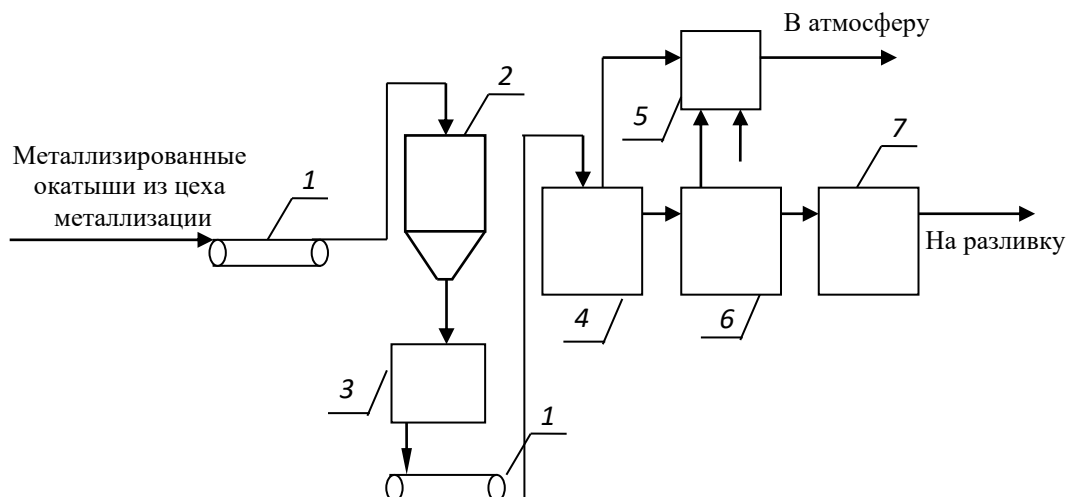 В атмосферу
2
5
7
Металлизированные
окатыши из цеха
металлизации
1
На разливку
4
6
3
1